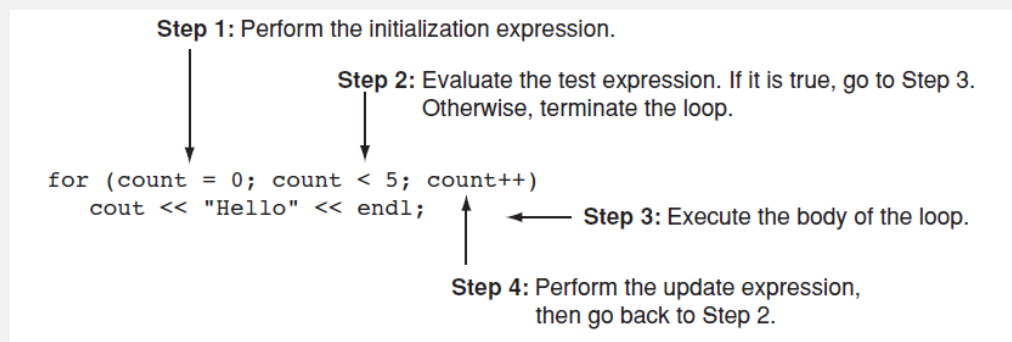 Step 1: Perform the initialization expression.
Step 2: Evaluate the test expression. If it is true, go to Step 3.
Otherwise, terminate the loop.
for (count = 0; count < 5; count++)
cout << "Hello" << endl;
Step 3: Execute the body of the loop.
Step 4: Perform the update expression,
then go back to Step 2.